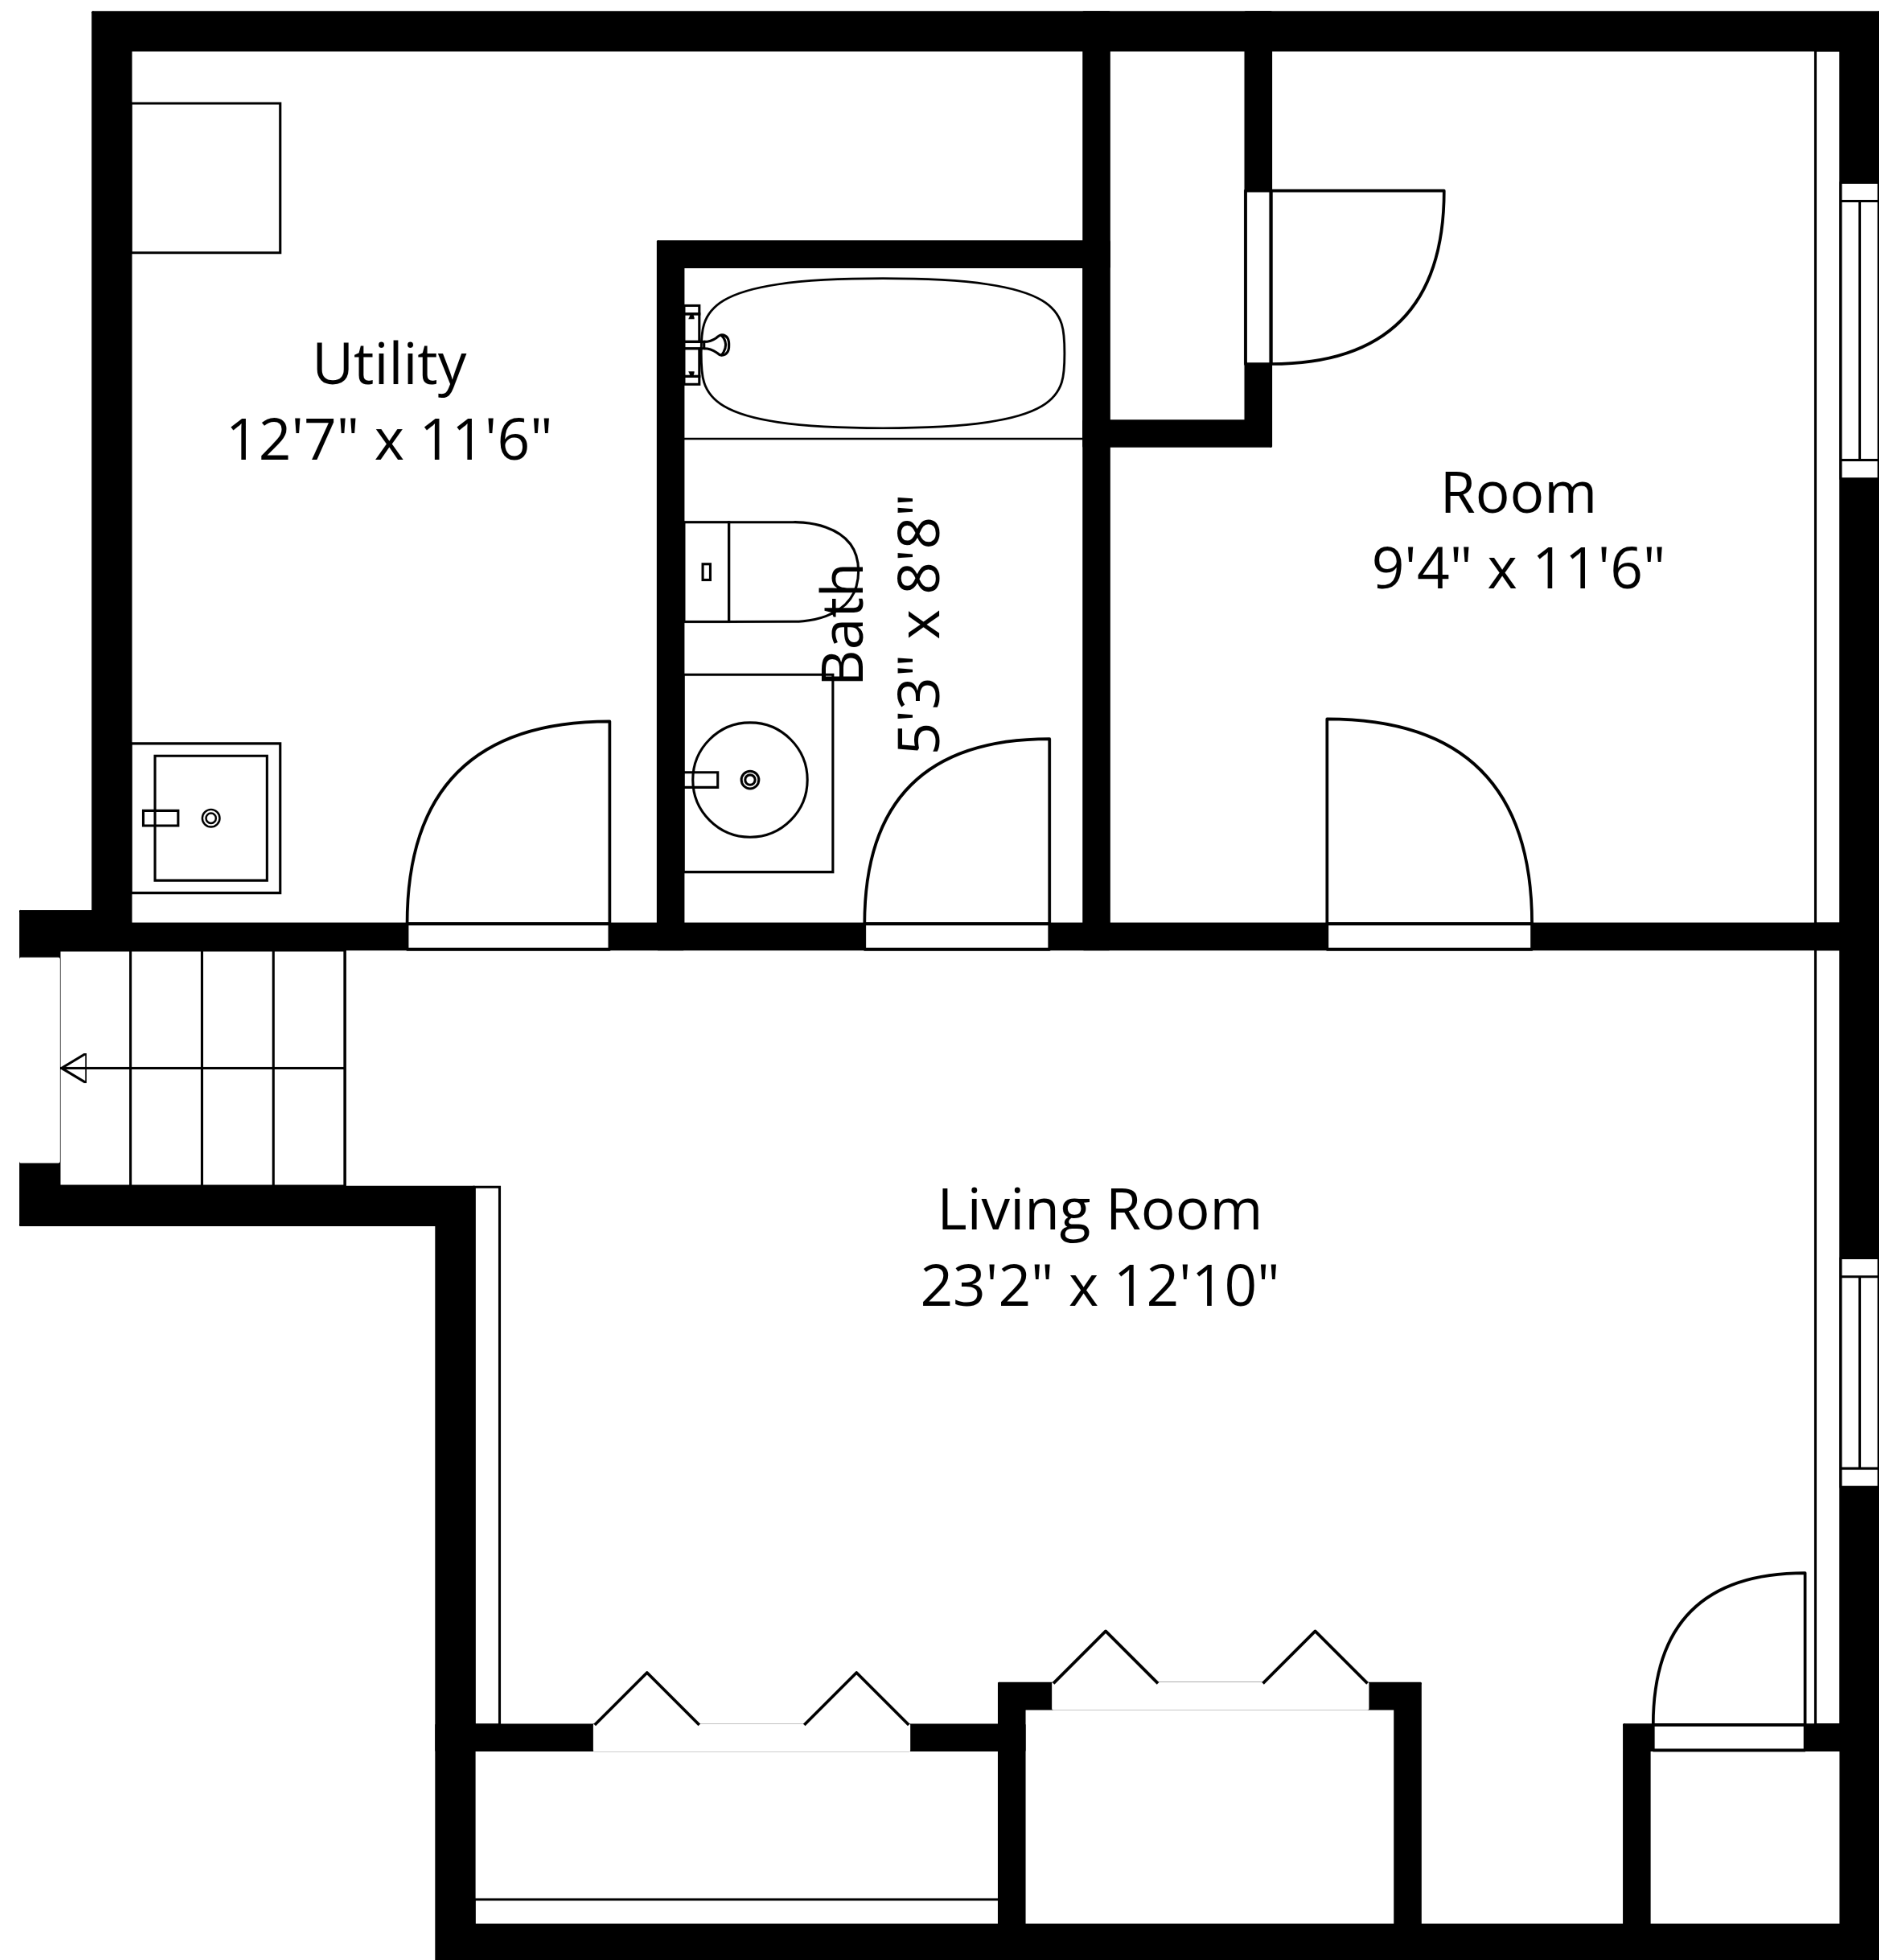 Utility
12'7" x 11'6"
Bath
5'3" x 8'8"
Room
9'4" x 11'6"
Living Room
23'2" x 12'10"